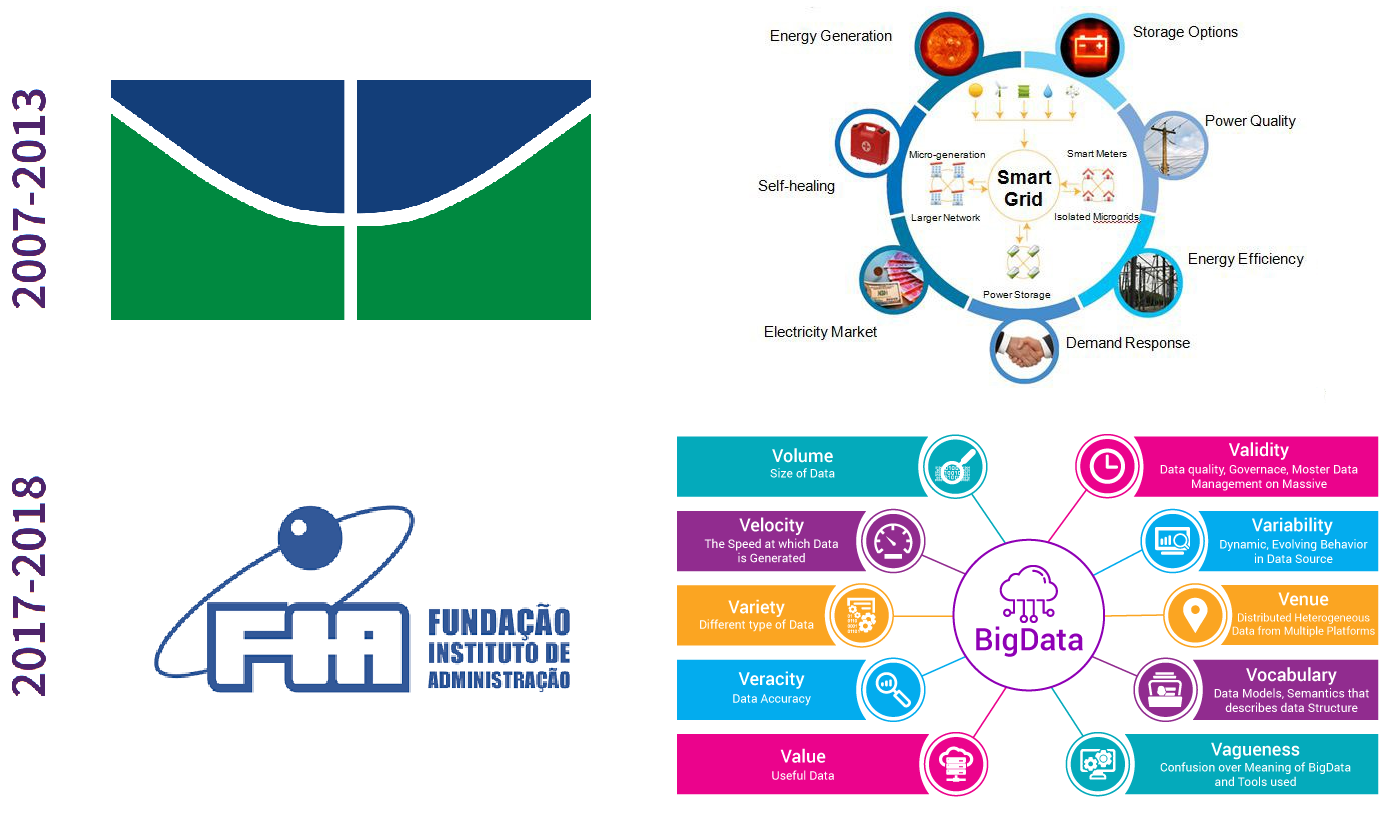 2007-2013
Energy Generation
Storage Options
Power Quality
Self-healing
Micro-generation
Smart Meters
Smart
Grid
Larger Network
Isolated Microgrids
Energy Efficiency
Power Storage
Electricity Market
Demand Response
2017-2018
FIA
FUNDAÇÃO
INSTITUTO DE
ADMINISTRAÇÃO
Volume
Size of Data
Velocity
The Speed at which Data
is Generated
Variety
Different type of Data
Veracity
Data Accuracy
Value
Useful Data
BigData
Validity
Data quality, Governace, Moster Data
Management on Massive
Variability
Dynamic, Evolving Behavior
in Data Source
Venue
Distributed Heterogeneous
Data from Multiple Platforms
Vocabulary
Data Models, Semantics that
describes data Structure
Vagueness
Confusion over Meaning of BigData
and Tools used